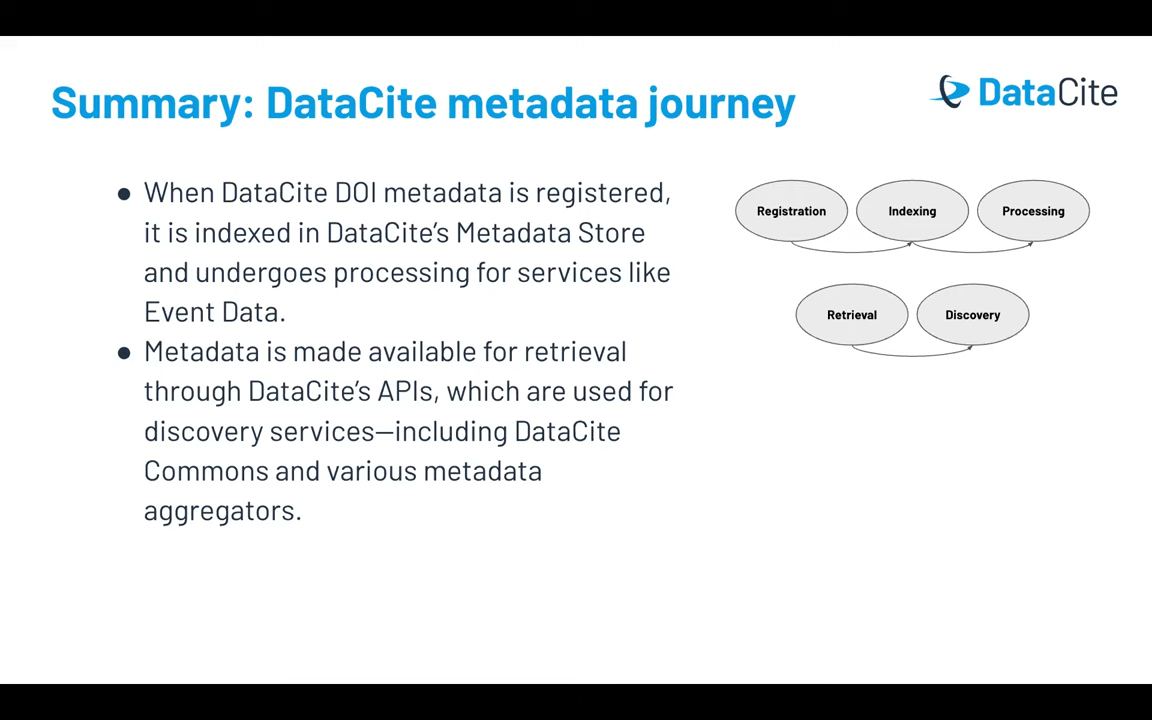 Summary: DataCite metadata journey
DataCite
● When DataCite DOI metadata is registered,
it is indexed in DataCite’s Metadata Store
and undergoes processing for services like
Event Data.
● Metadata is made available for retrieval
through DataCite’s APIs, which are used for
discovery services—including DataCite
Commons and various metadata
aggregators.
Registration
Indexing
Processing
Retrieval
Discovery